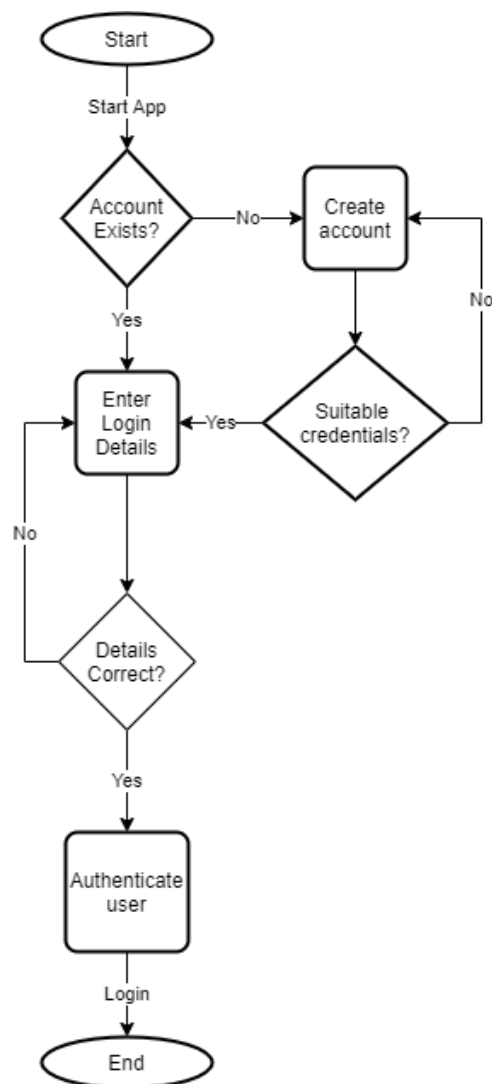 Start
Start App
Account
Exists?
No
Create
account
No
Yes
Enter
Login
Details
Yes
Suitable
credentials?
No
Details
Correct?
Yes
Authenticate
user
Login
End